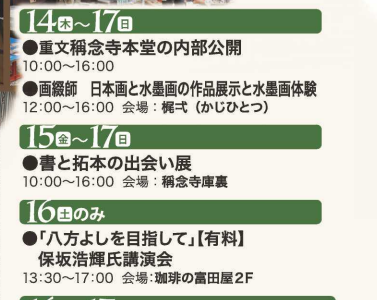 14木～17日
●重文稱念寺本堂の内部公開
10:00～16:00
●画綴師　日本画と水墨画の作品展示と水墨画体験
12:00～16:00 会場：梶弌（かじひとつ）
15金～17日
●書と拓本の出会い展
10:00～16:00 会場：稱念寺庫裏
16土のみ
●「八方よしを目指して」【有料】
保坂浩輝氏講演会
13:30～17:00 会場:珈琲の富田屋2F